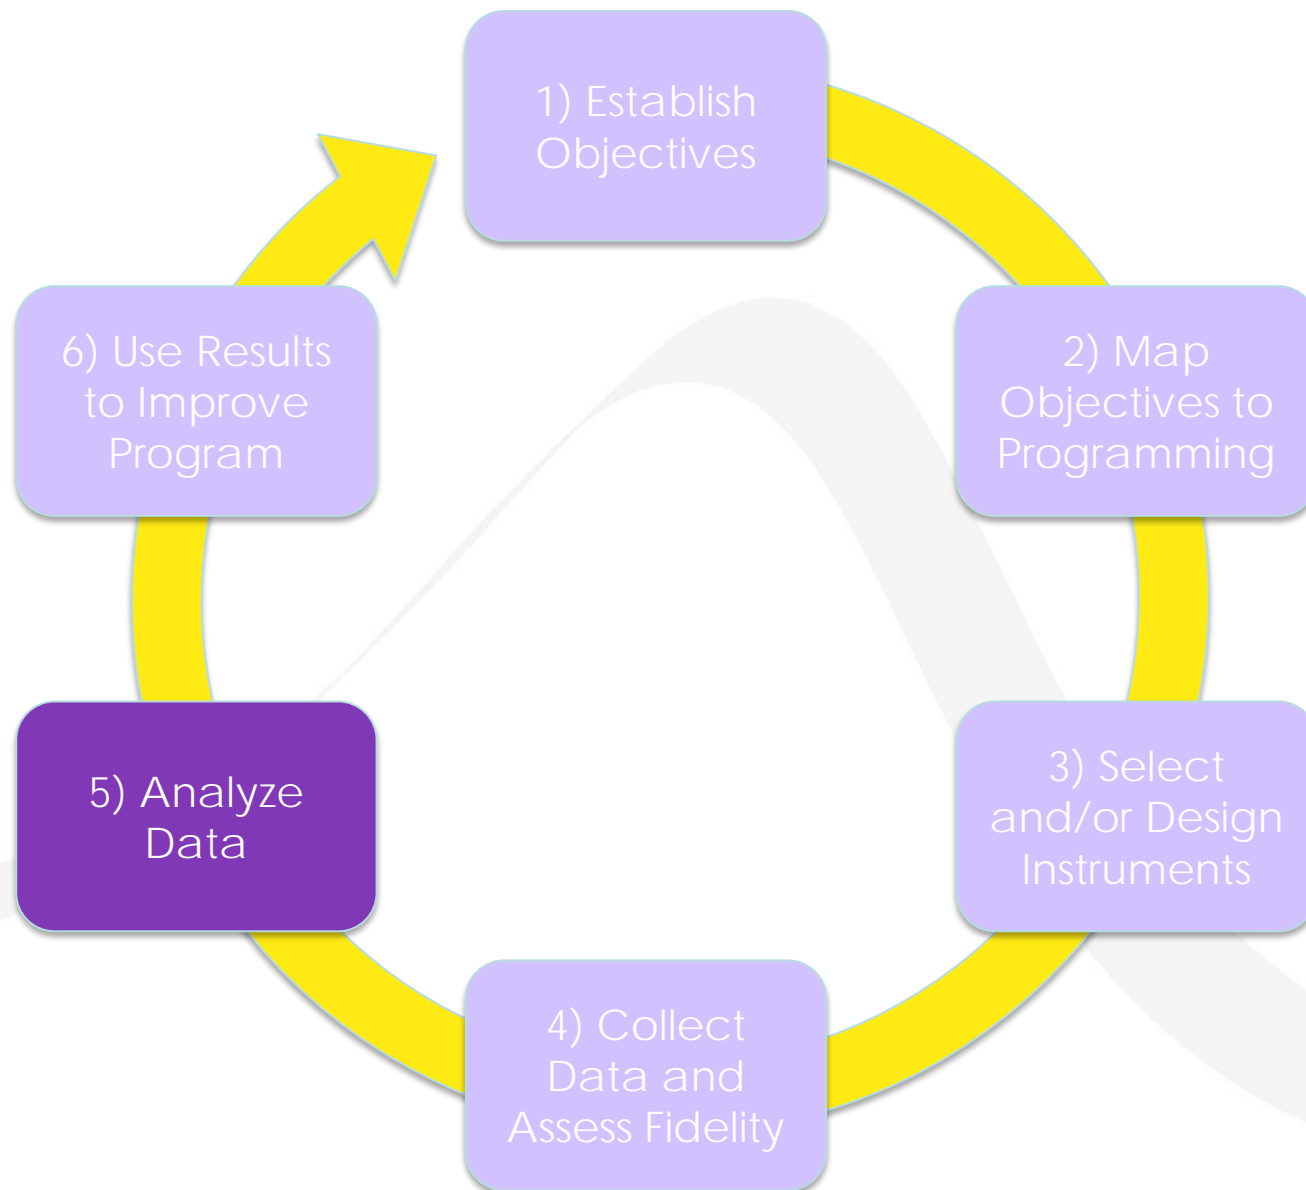 1) Establish
Objectives
2) Map
Objectives to
Programming
3) Select
and/or Design
Instruments
4) Collect
Data and
Assess Fidelity
5) Analyze
Data
6) Use Results
to Improve
Program